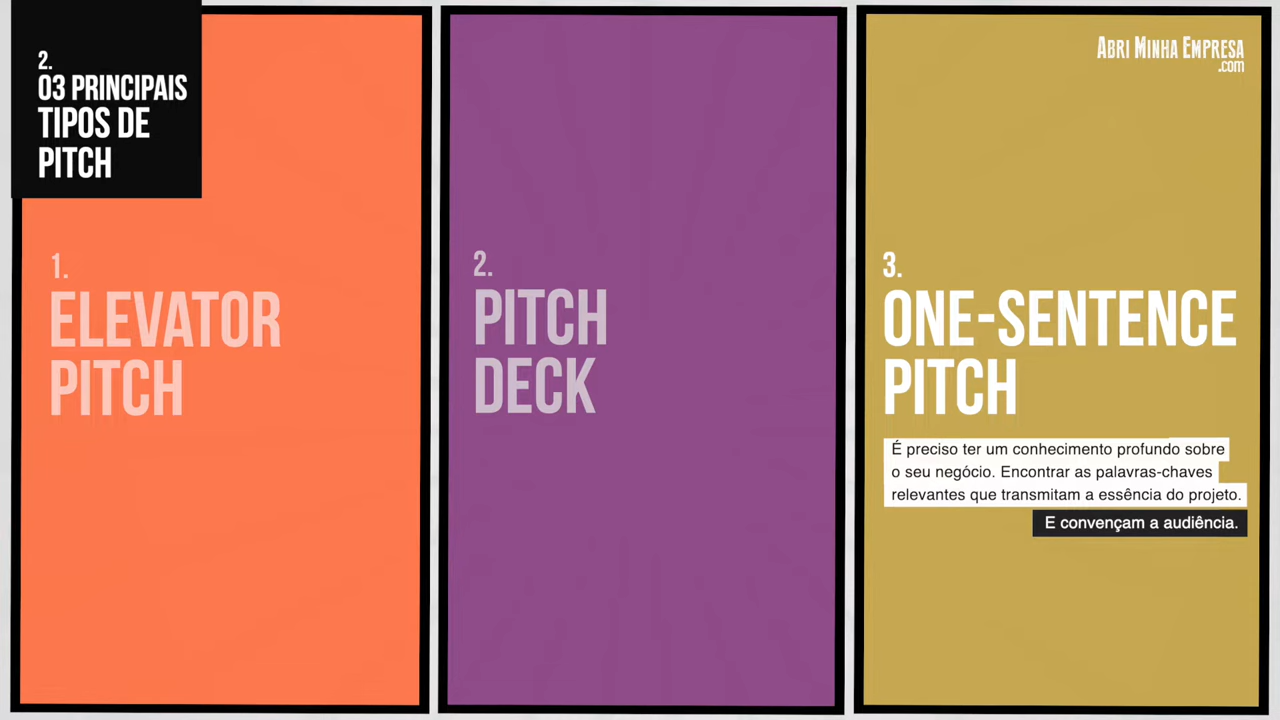 2.
03 PRINCIPAIS
TIPOS DE
PITCH
1.
ELEVATOR
PITCH
2.
PITCH
DECK
ABRI MINHA EMPRESA
.com
3.
ONE-SENTENCE
PITCH
É preciso ter um conhecimento profundo sobre
o seu negócio. Encontrar as palavras-chaves
relevantes que transmitam a essência do projeto.
E convençam a audiência.